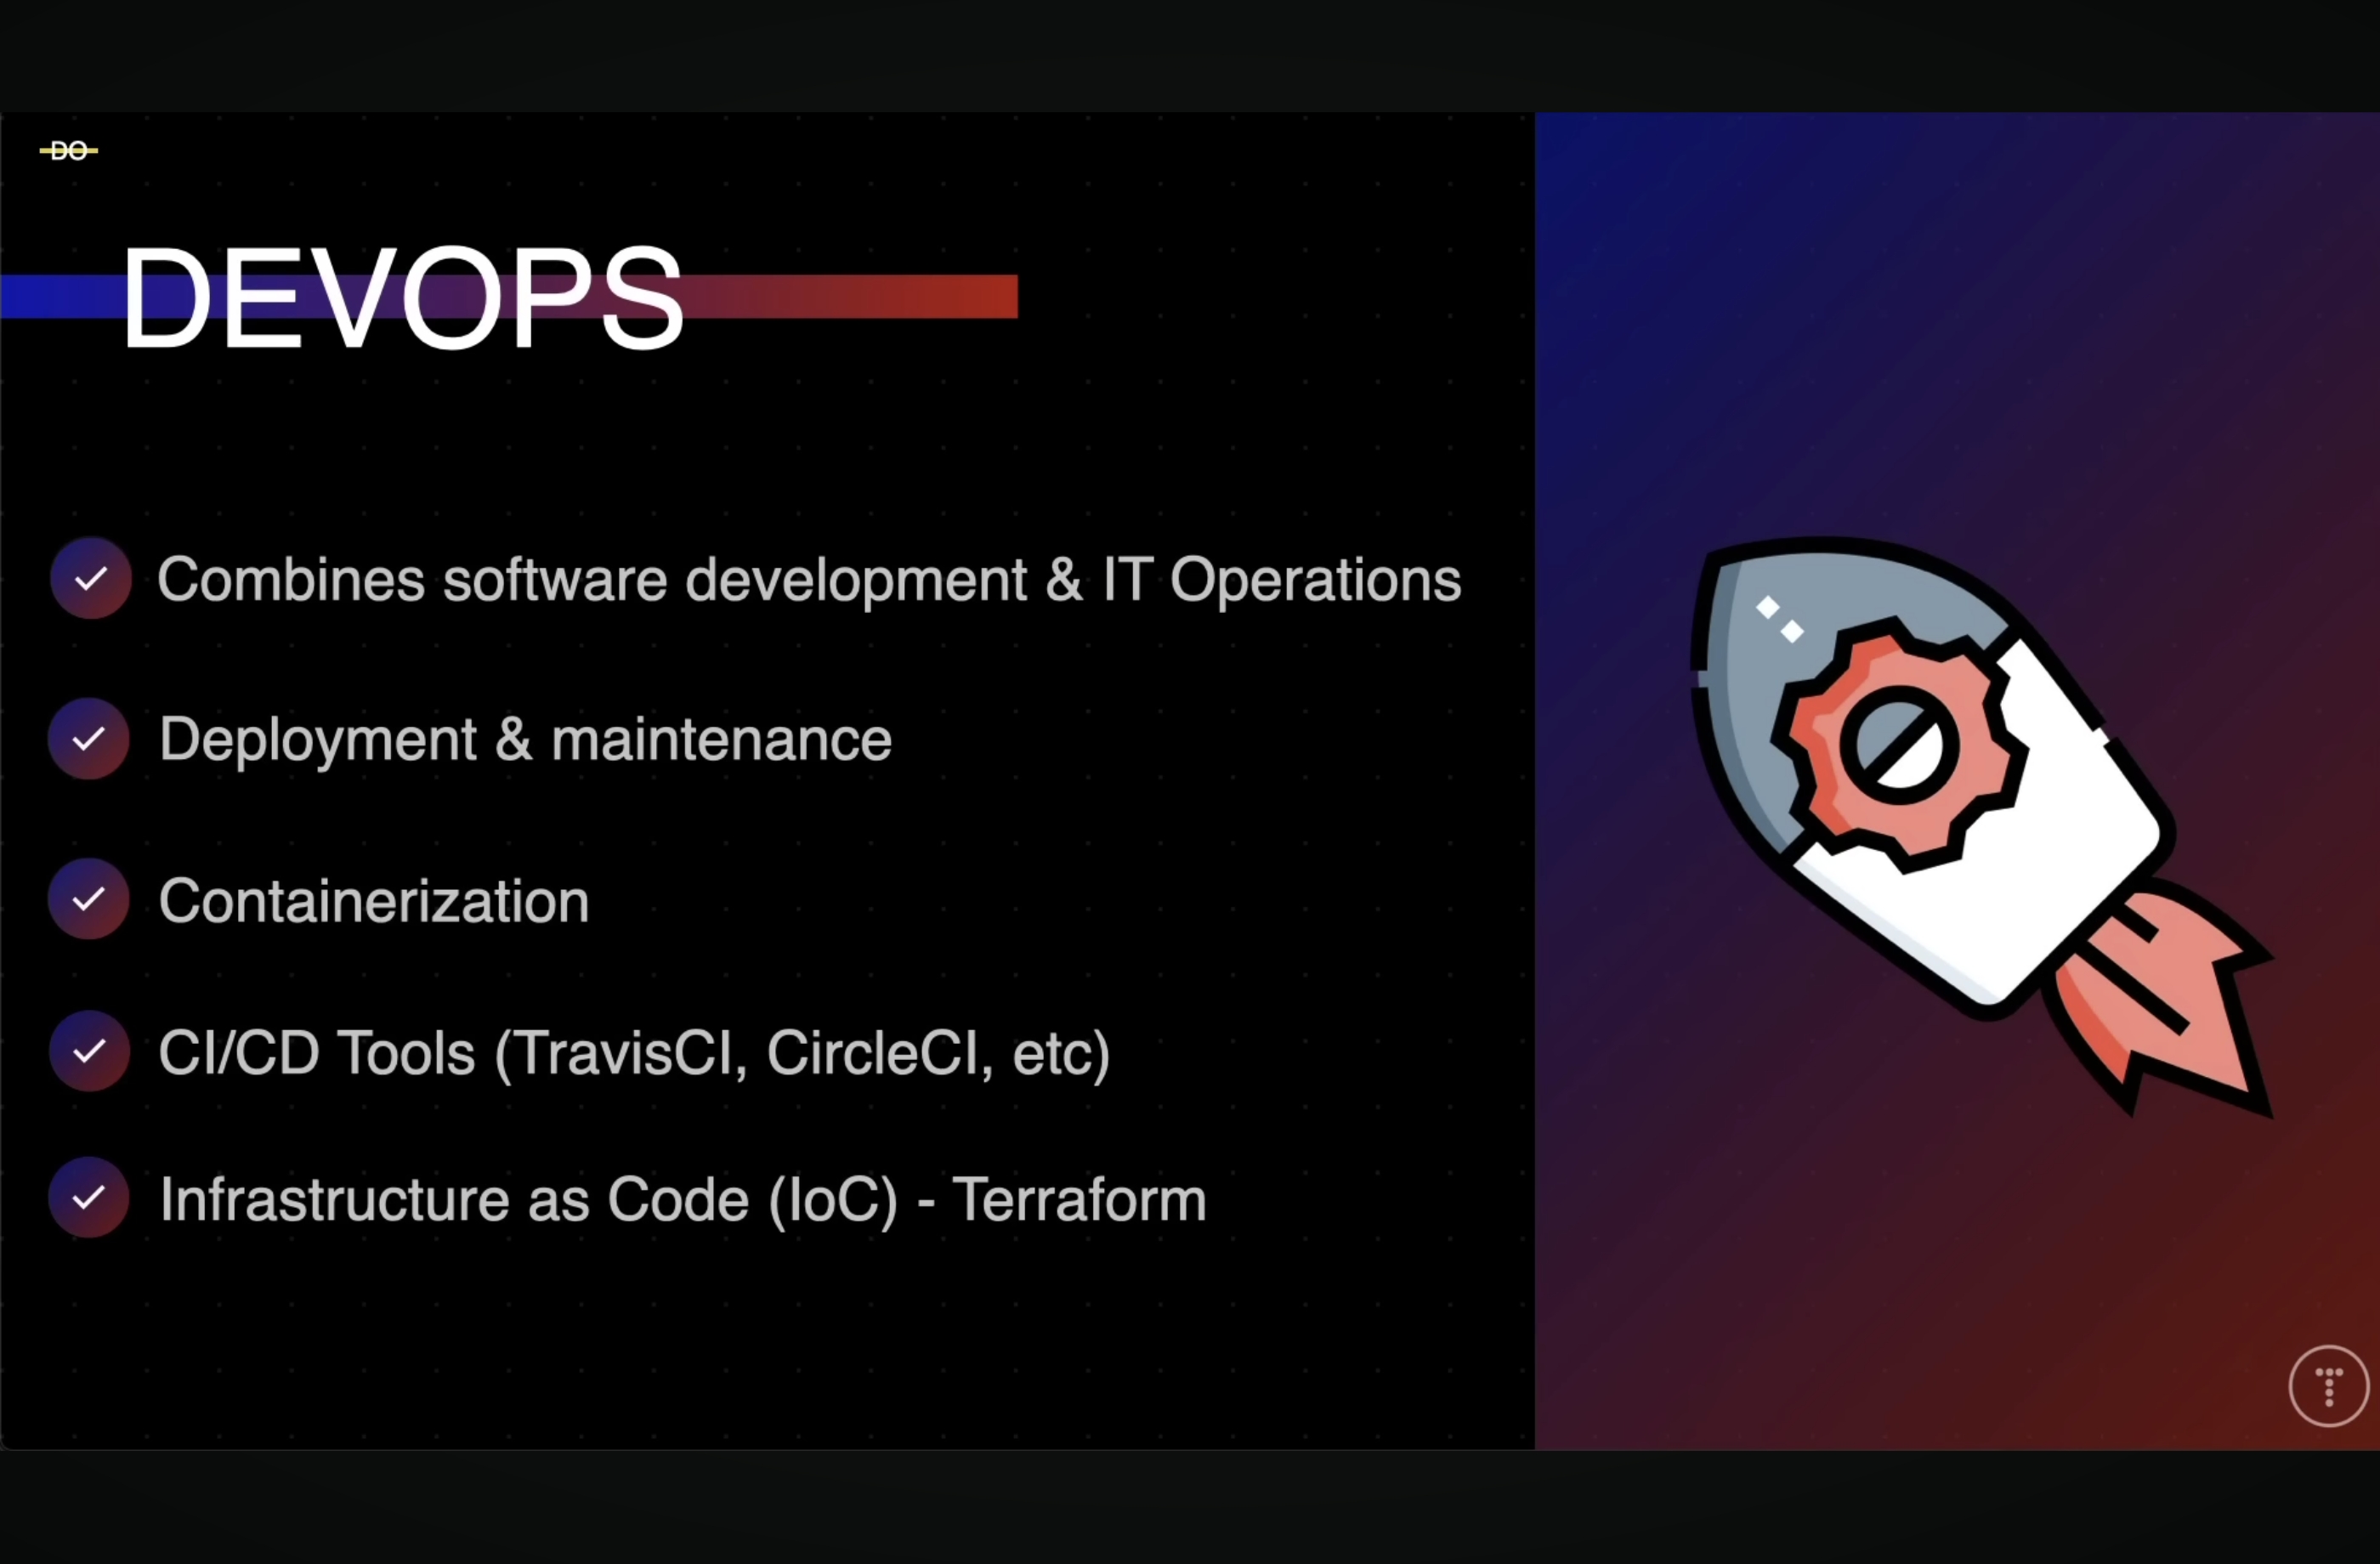 DO
DEVOPS
Combines software development & IT Operations
Deployment & maintenance
Containerization
CI/CD Tools (TravisCI, CircleCI, etc)
Infrastructure as Code (IoC) - Terraform
T